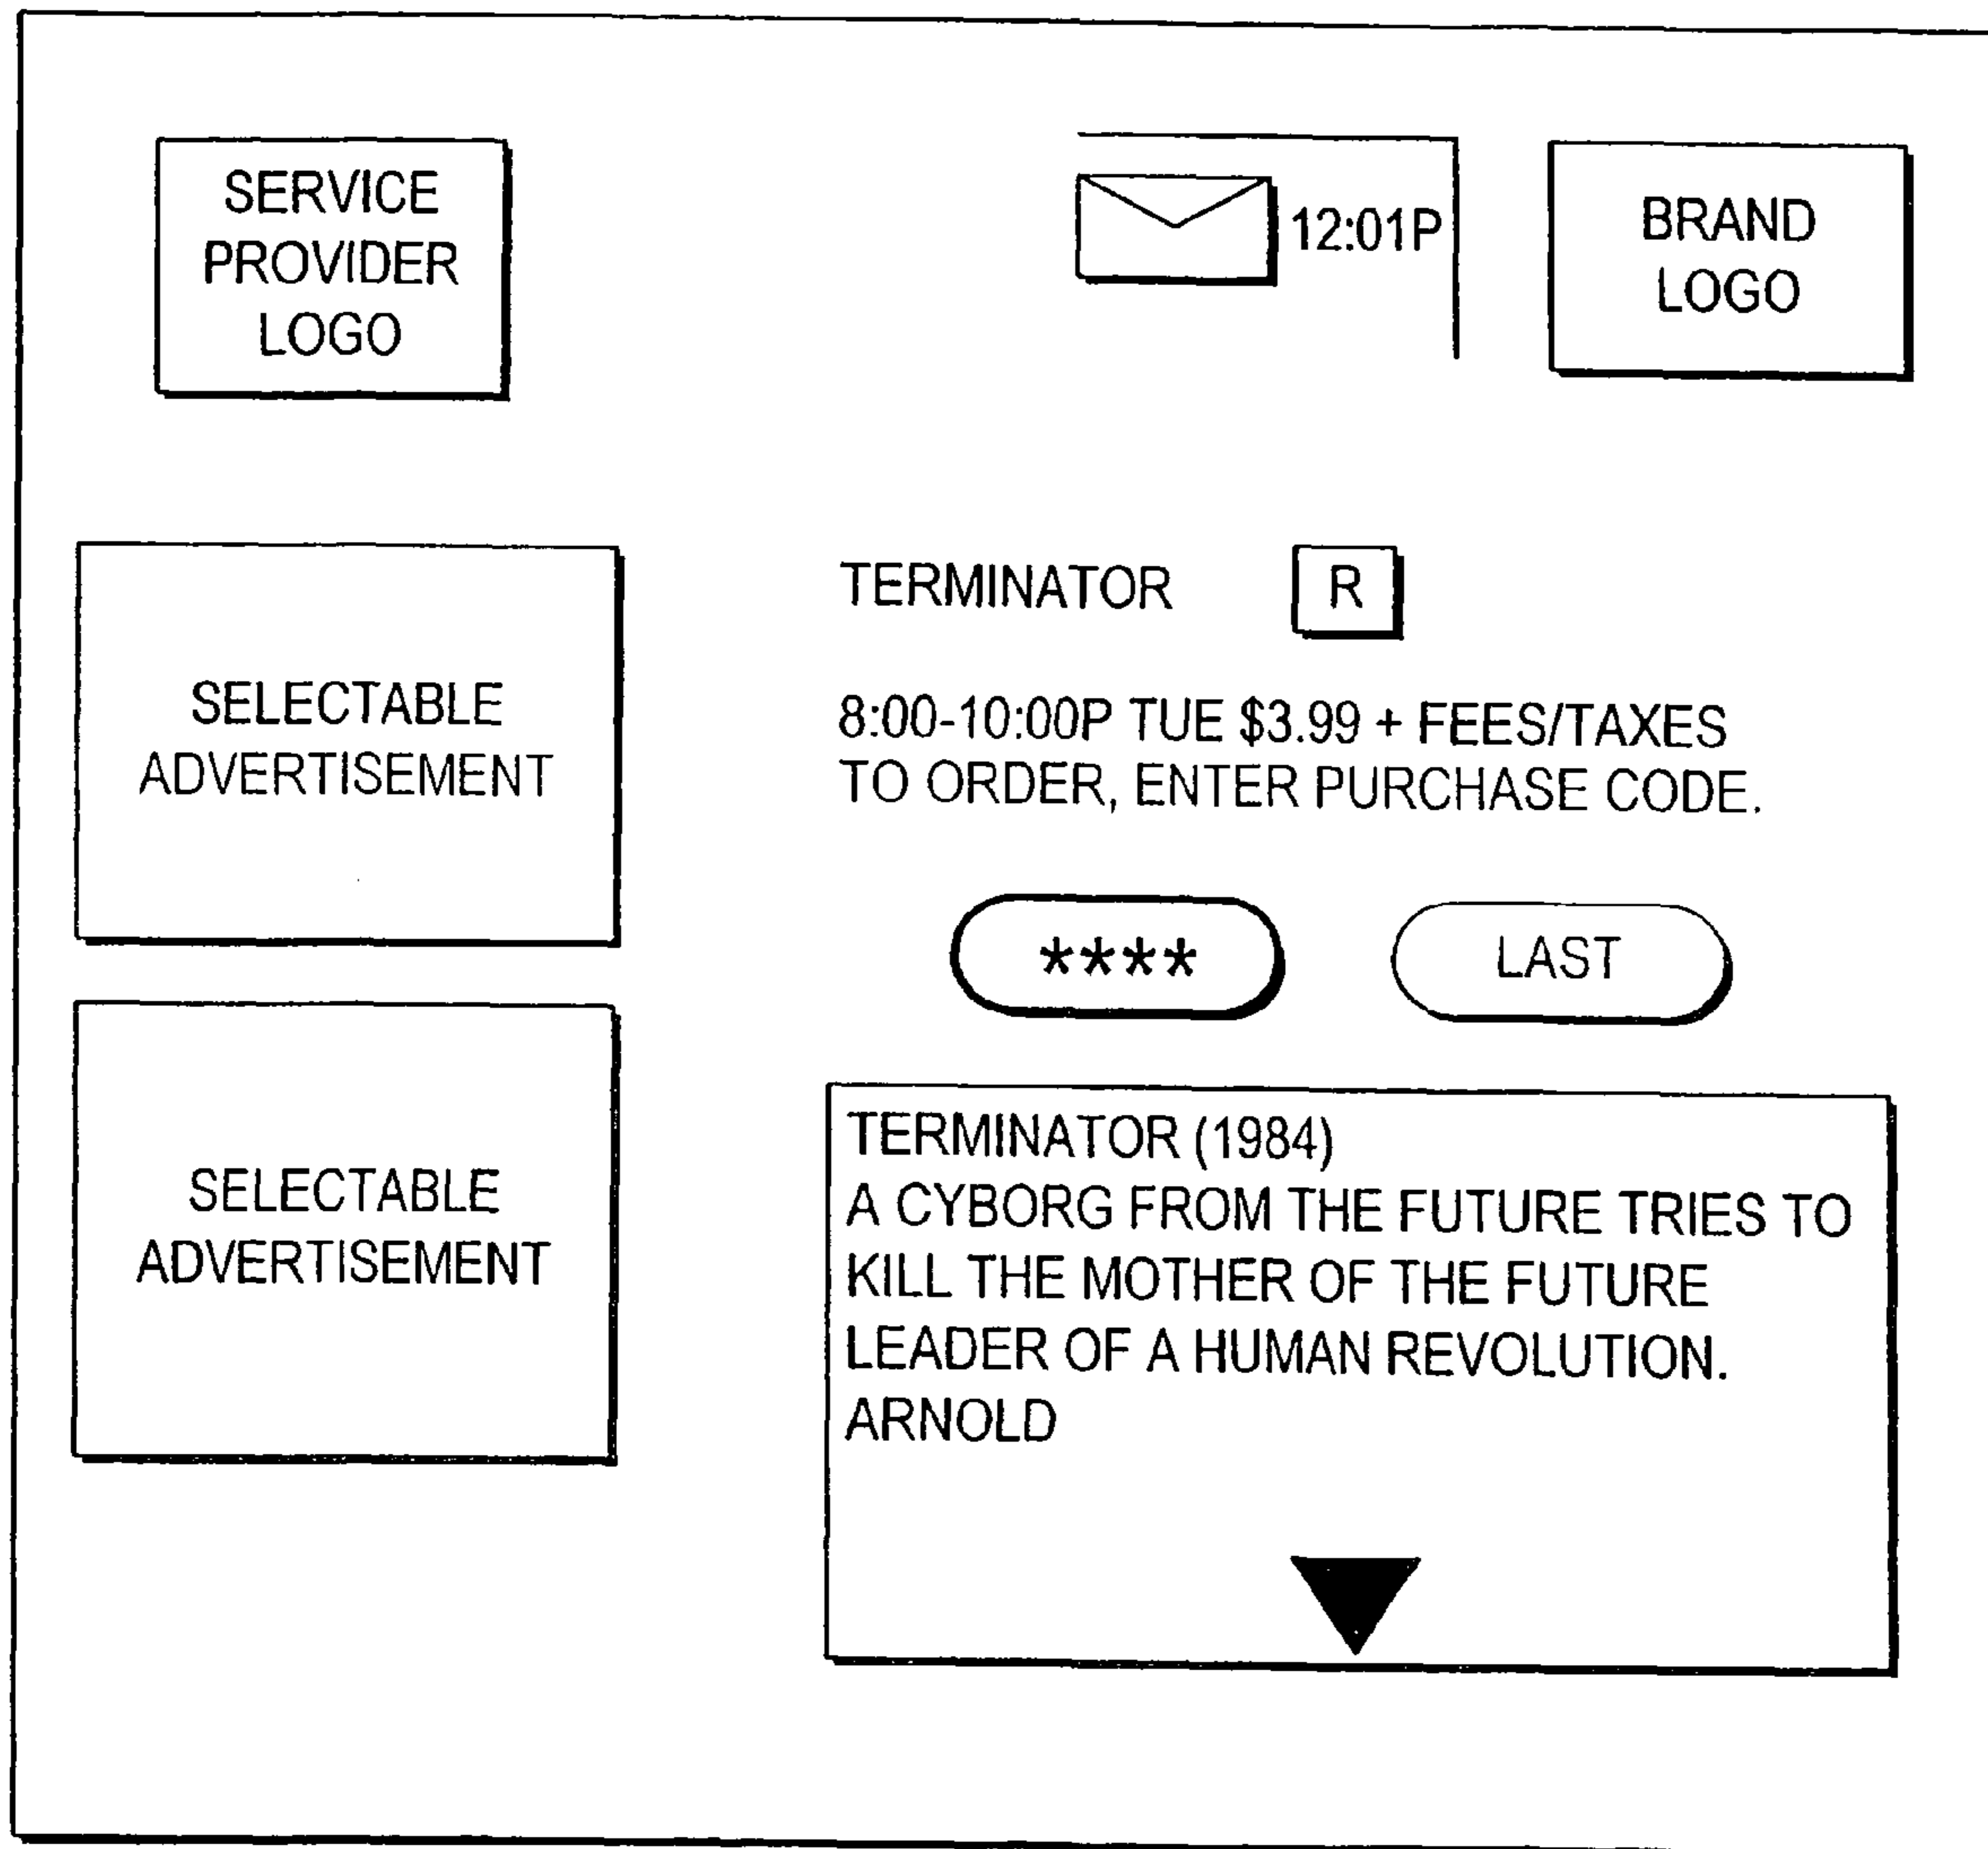 SERVICE
PROVIDER
LOGO
12:01P
BRAND
LOGO
SELECTABLE
ADVERTISEMENT
SELECTABLE
ADVERTISEMENT
TERMINATOR R
8:00-10:00P TUE $3.99 + FEES/TAXES
TO ORDER, ENTER PURCHASE CODE.
**** LAST
TERMINATOR (1984)
A CYBORG FROM THE FUTURE TRIES TO
KILL THE MOTHER OF THE FUTURE
LEADER OF A HUMAN REVOLUTION.
ARNOLD